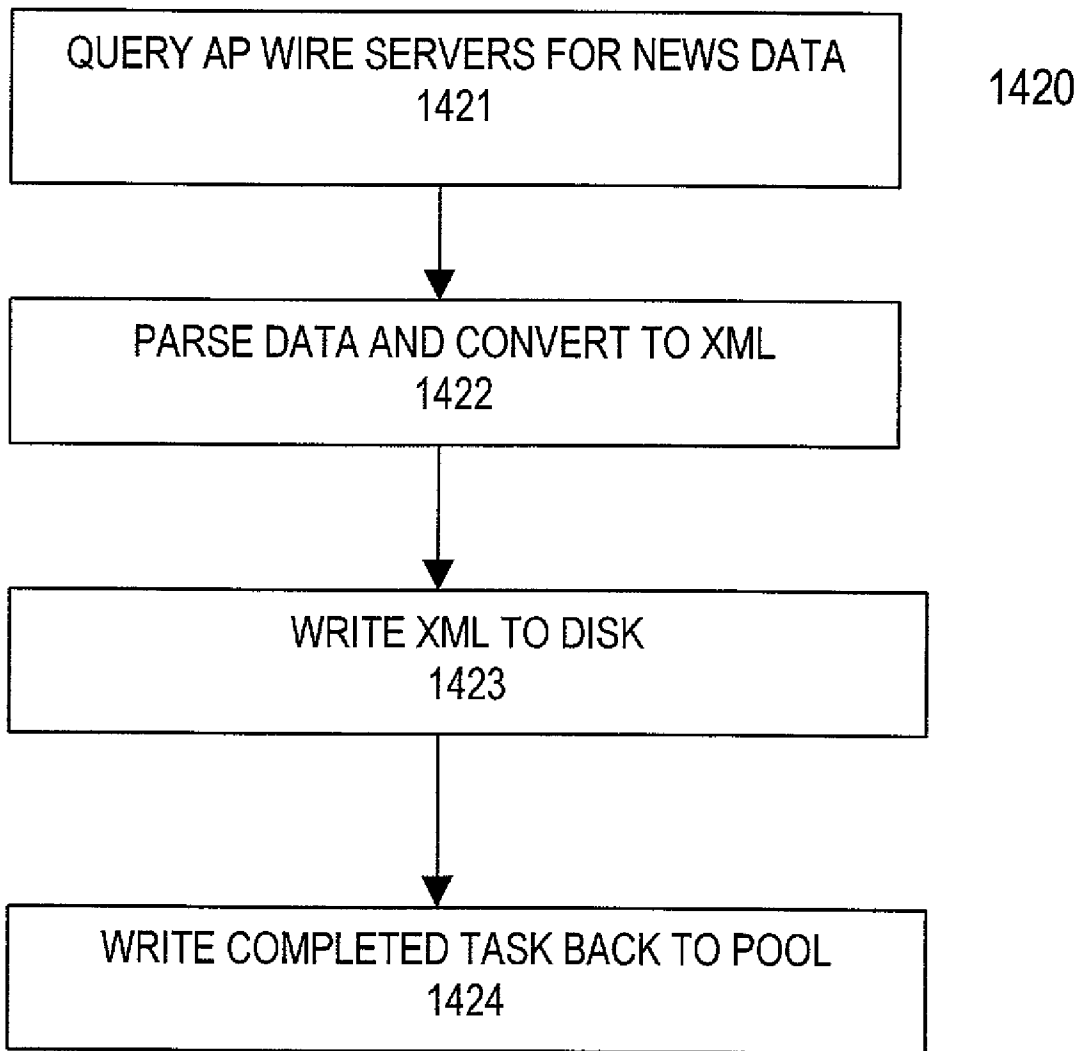 QUERY AP WIRE SERVERS FOR NEWS DATA
1421
1420
PARSE DATA AND CONVERT TO XML
1422
WRITE XML TO DISK
1423
WRITE COMPLETED TASK BACK TO POOL
1424